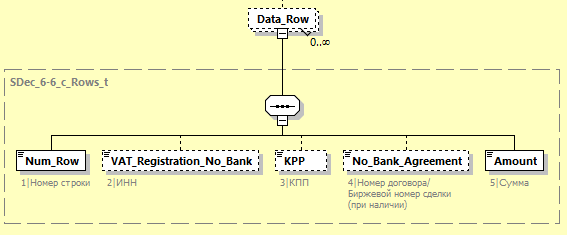 Data_Row
0..∞
SDec_6-6_c_Rows_t
Num_Row
VAT_Registration_No_Bank
KPP
No_Bank_Agreement
Amount
1|Номер строки
2|ИНН
3|КПП
4|Номер договора/
Биржевой номер сделки
(при наличии)
5|Сумма